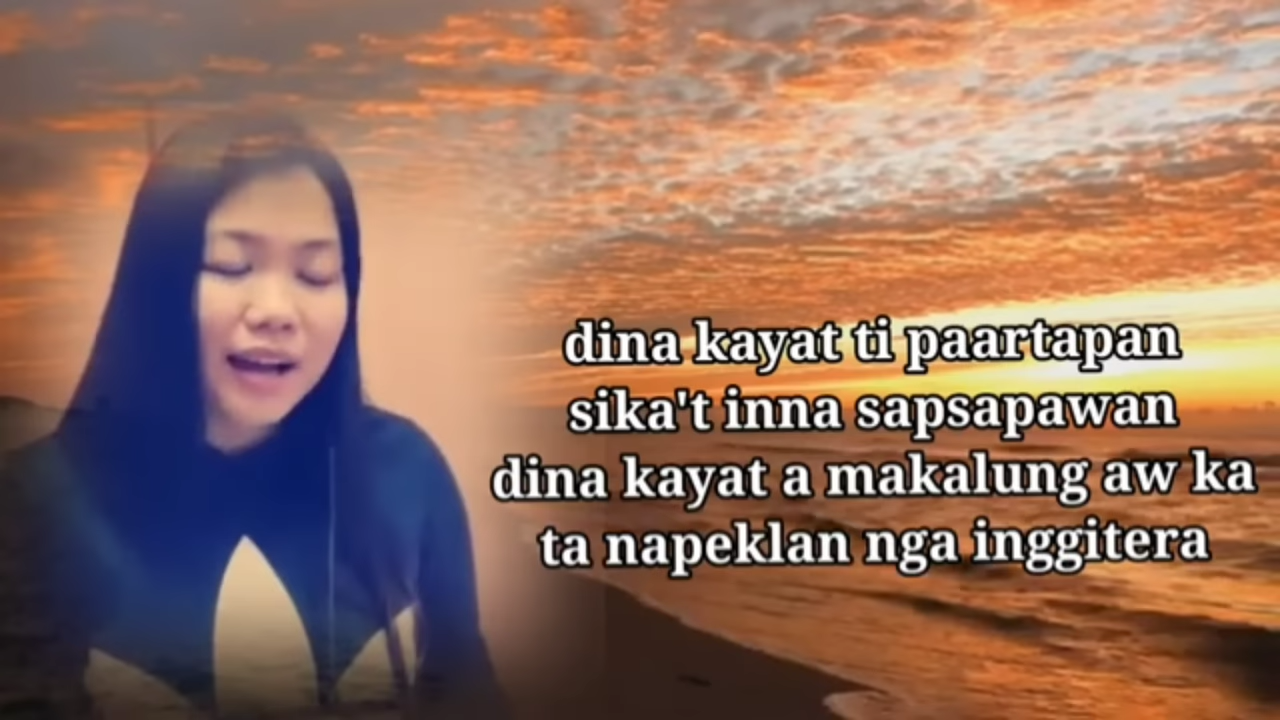 dina kayat ti paartapan
sika't inna sapsapawan
dina kayat a makalung aw ka
ta napeklan nga inggitera